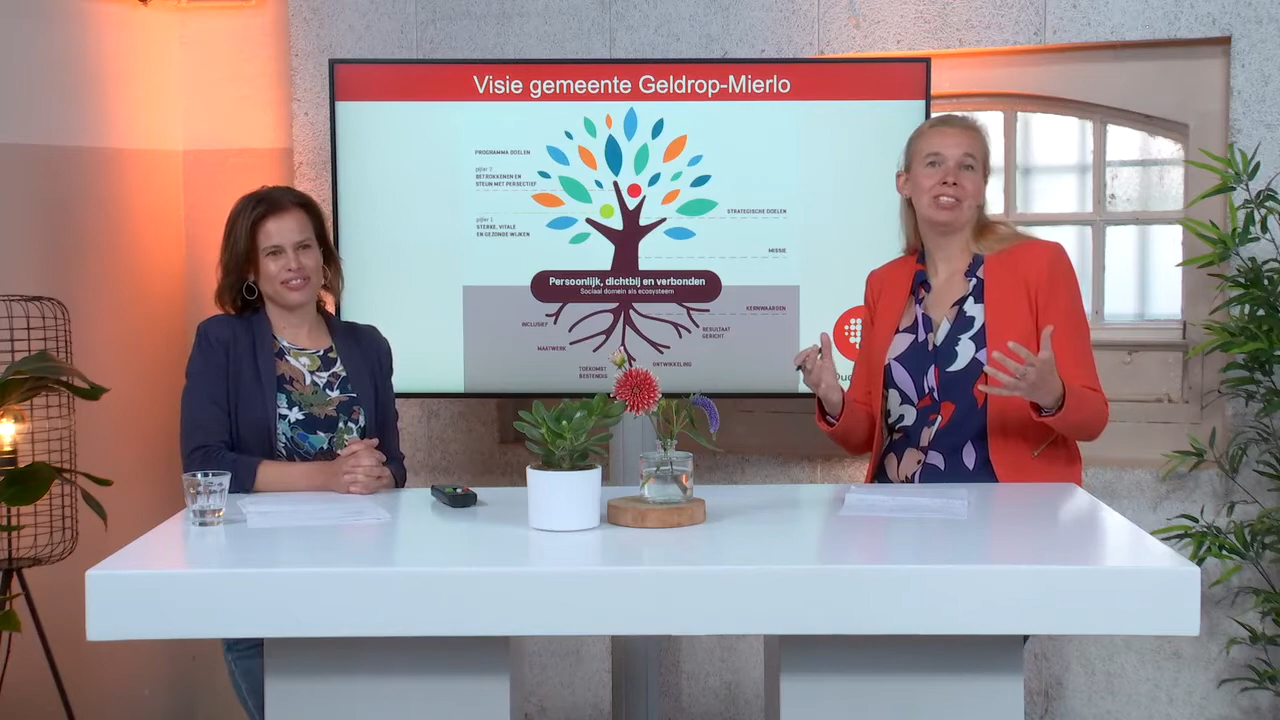 Visie gemeente Geldrop-Mierlo
PROGRAMMA DOELEN
pijler 2
BETROKKENEN EN
STEUN MET PERSECTIEF
STRATEGISCHE DOELEN
pijler 1
STERKE, VITALE
EN GEZONDE WIJKEN
MISSIE
Persoonlijk, dichtbij en verbonden
Sociaal domein als ecosysteem
KERNWAARDEN
INCLUSIEF
RESULTAAT
GERICHT
MAATWERK
ONTWIKKELING
TOEKOMST
BESTENDIG